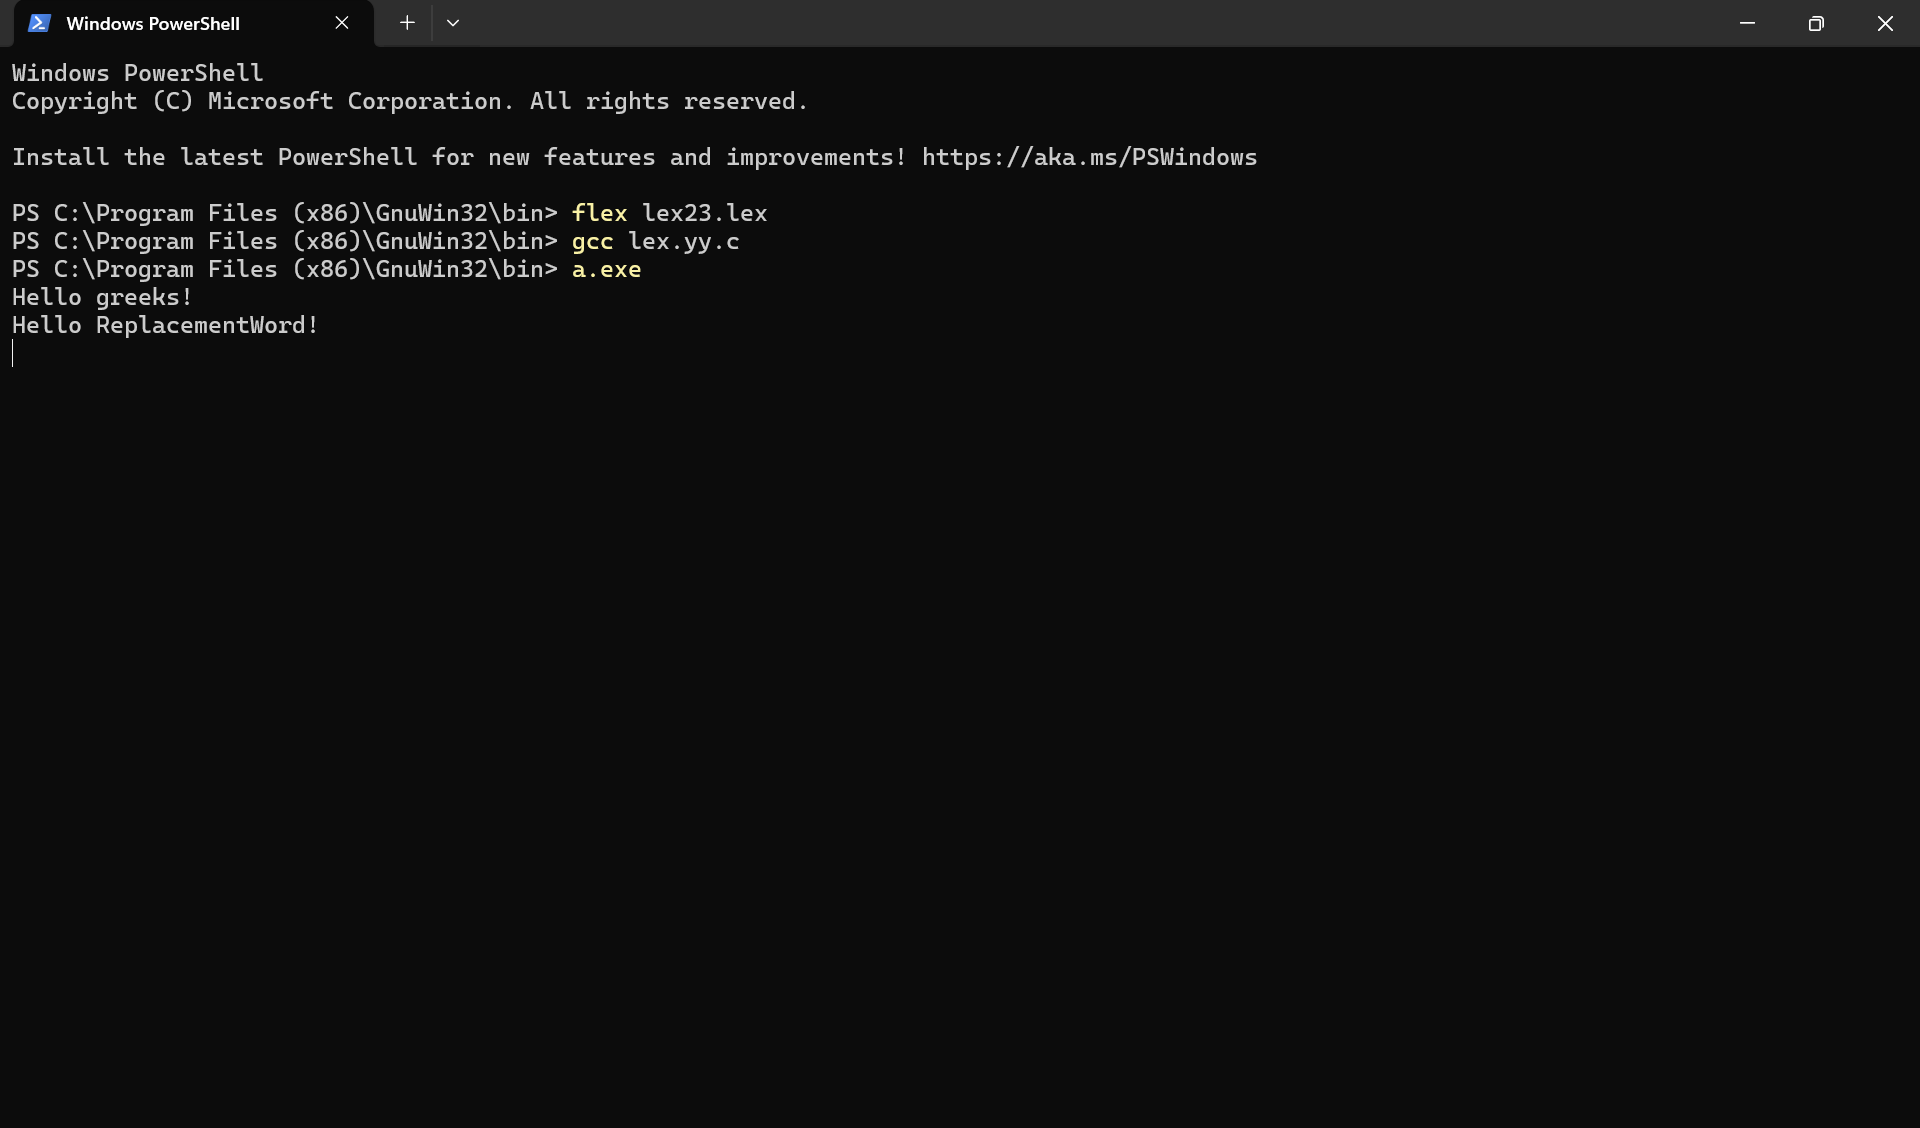 Windows PowerShell
Windows PowerShell
Copyright (C) Microsoft Corporation. All rights reserved.
Install the latest PowerShell for new features and improvements! https://aka.ms/PSWindows
PS C:\Program Files (x86)\GnuWin32\bin> flex lex23.lex
PS C:\Program Files (x86)\GnuWin32\bin> gcc lex.yy.c
PS C:\Program Files (x86)\GnuWin32\bin> a.exe
Hello greeks!
Hello ReplacementWord!